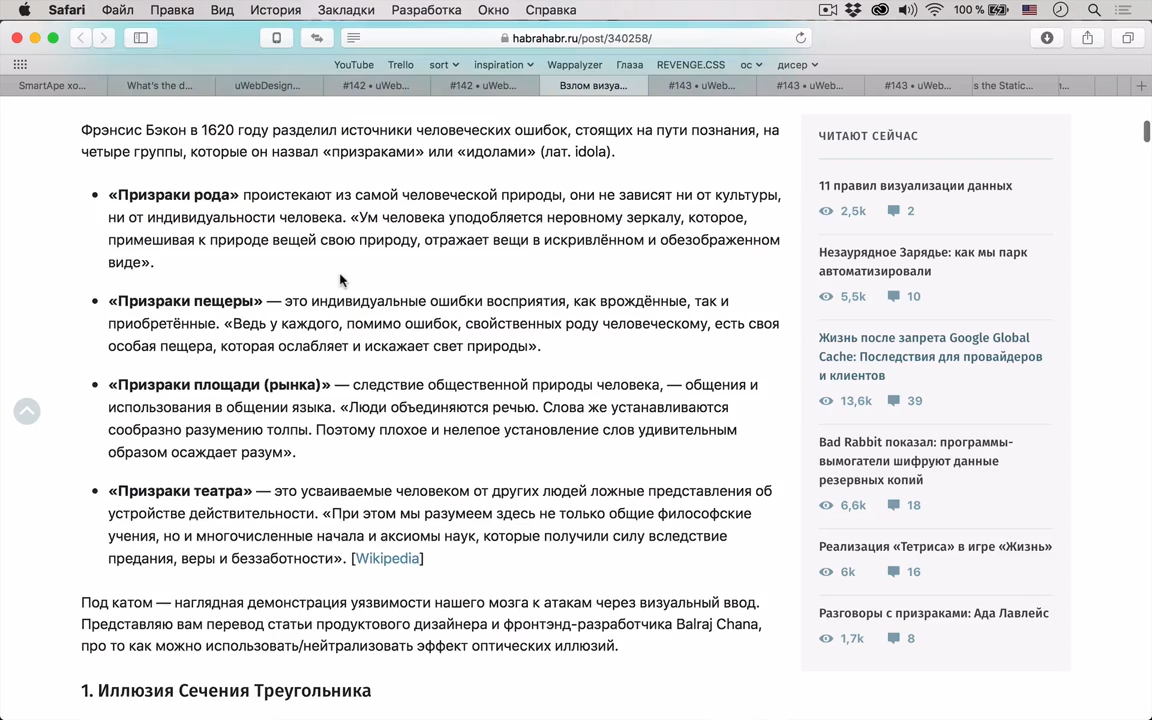 Safari Файл Правка Вид История Закладки Разработка Окно Справка 100 %
habrahabr.ru/post/340258/
YouTube Trello sort inspiration Wappalyzer Глаза REVENGE.CSS ос дисер
SmartApe хо... What's the d... uWebDesign... #142 • uWeb... #142 • uWeb... Взлом визуа... #143 • uWeb... #143 • uWeb... #143 • uWeb... s the Static...
Фрэнсис Бэкон в 1620 году разделил источники человеческих ошибок, стоящих на пути познания, на
четыре группы, которые он назвал «призраками» или «идолами» (лат. idola).
• «Призраки рода» проистекают из самой человеческой природы, они не зависят ни от культуры,
ни от индивидуальности человека. «Ум человека уподобляется неровному зеркалу, которое,
примешивая к природе вещей свою природу, отражает вещи в искривлённом и обезображенном
виде».
• «Призраки пещеры» — это индивидуальные ошибки восприятия, как врождённые, так и
приобретённые. «Ведь у каждого, помимо ошибок, свойственных роду человеческому, есть своя
особая пещера, которая ослабляет и искажает свет природы».
• «Призраки площади (рынка)» — следствие общественной природы человека, — общения и
использования в общении языка. «Люди объединяются речью. Слова же устанавливаются
сообразно разумению толпы. Поэтому плохое и нелепое установление слов удивительным
образом осаждает разум».
• «Призраки театра» — это усваиваемые человеком от других людей ложные представления об
устройстве действительности. «При этом мы разумеем здесь не только общие философские
учения, но и многочисленные начала и аксиомы наук, которые получили силу вследствие
предания, веры и беззаботности». [Wikipedia]
Под катом — наглядная демонстрация уязвимости нашего мозга к атакам через визуальный ввод.
Представляю вам перевод статьи продуктового дизайнера и фронтэнд-разработчика Balraj Chana,
про то как можно использовать/нейтрализовать эффект оптических иллюзий.
1. Иллюзия Сечения Треугольника
ЧИТАЮТ СЕЙЧАС
11 правил визуализации данных
2,5k 2
Незаурядное Зарядье: как мы парк
автоматизировали
5,5k 10
Жизнь после запрета Google Global
Cache: Последствия для провайдеров
и клиентов
13,6k 39
Bad Rabbit показал: программы-
вымогатели шифруют данные
резервных копий
6,6k 18
Реализация «Тетриса» в игре «Жизнь»
6k 16
Разговоры с призраками: Ада Лавлейс
1,7k 8